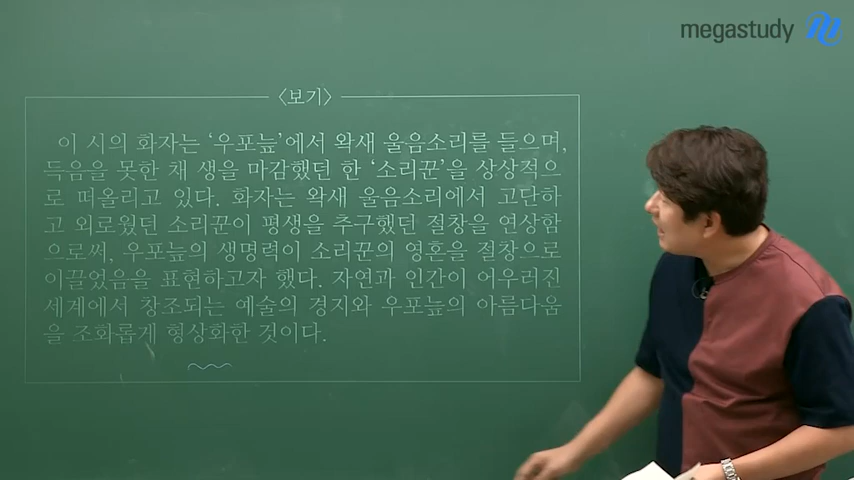 megastudy
〈보기〉
이 시의 화자는 '우포늪'에서 왁새 울음소리를 들으며,
득음을 못한 채 생을 마감했던 한 '소리꾼'을 상상적으
로 떠올리고 있다. 화자는 왁새 울음소리에서 고단하
고 외로웠던 소리꾼이 평생을 추구했던 절창을 연상함
으로써, 우포늪의 생명력이 소리꾼의 영혼을 절창으로
이끌었음을 표현하고자 했다. 자연과 인간이 어우러진
세계에서 창조되는 예술의 경지와 우포늪의 아름다움
을 조화롭게 형상화한 것이다.